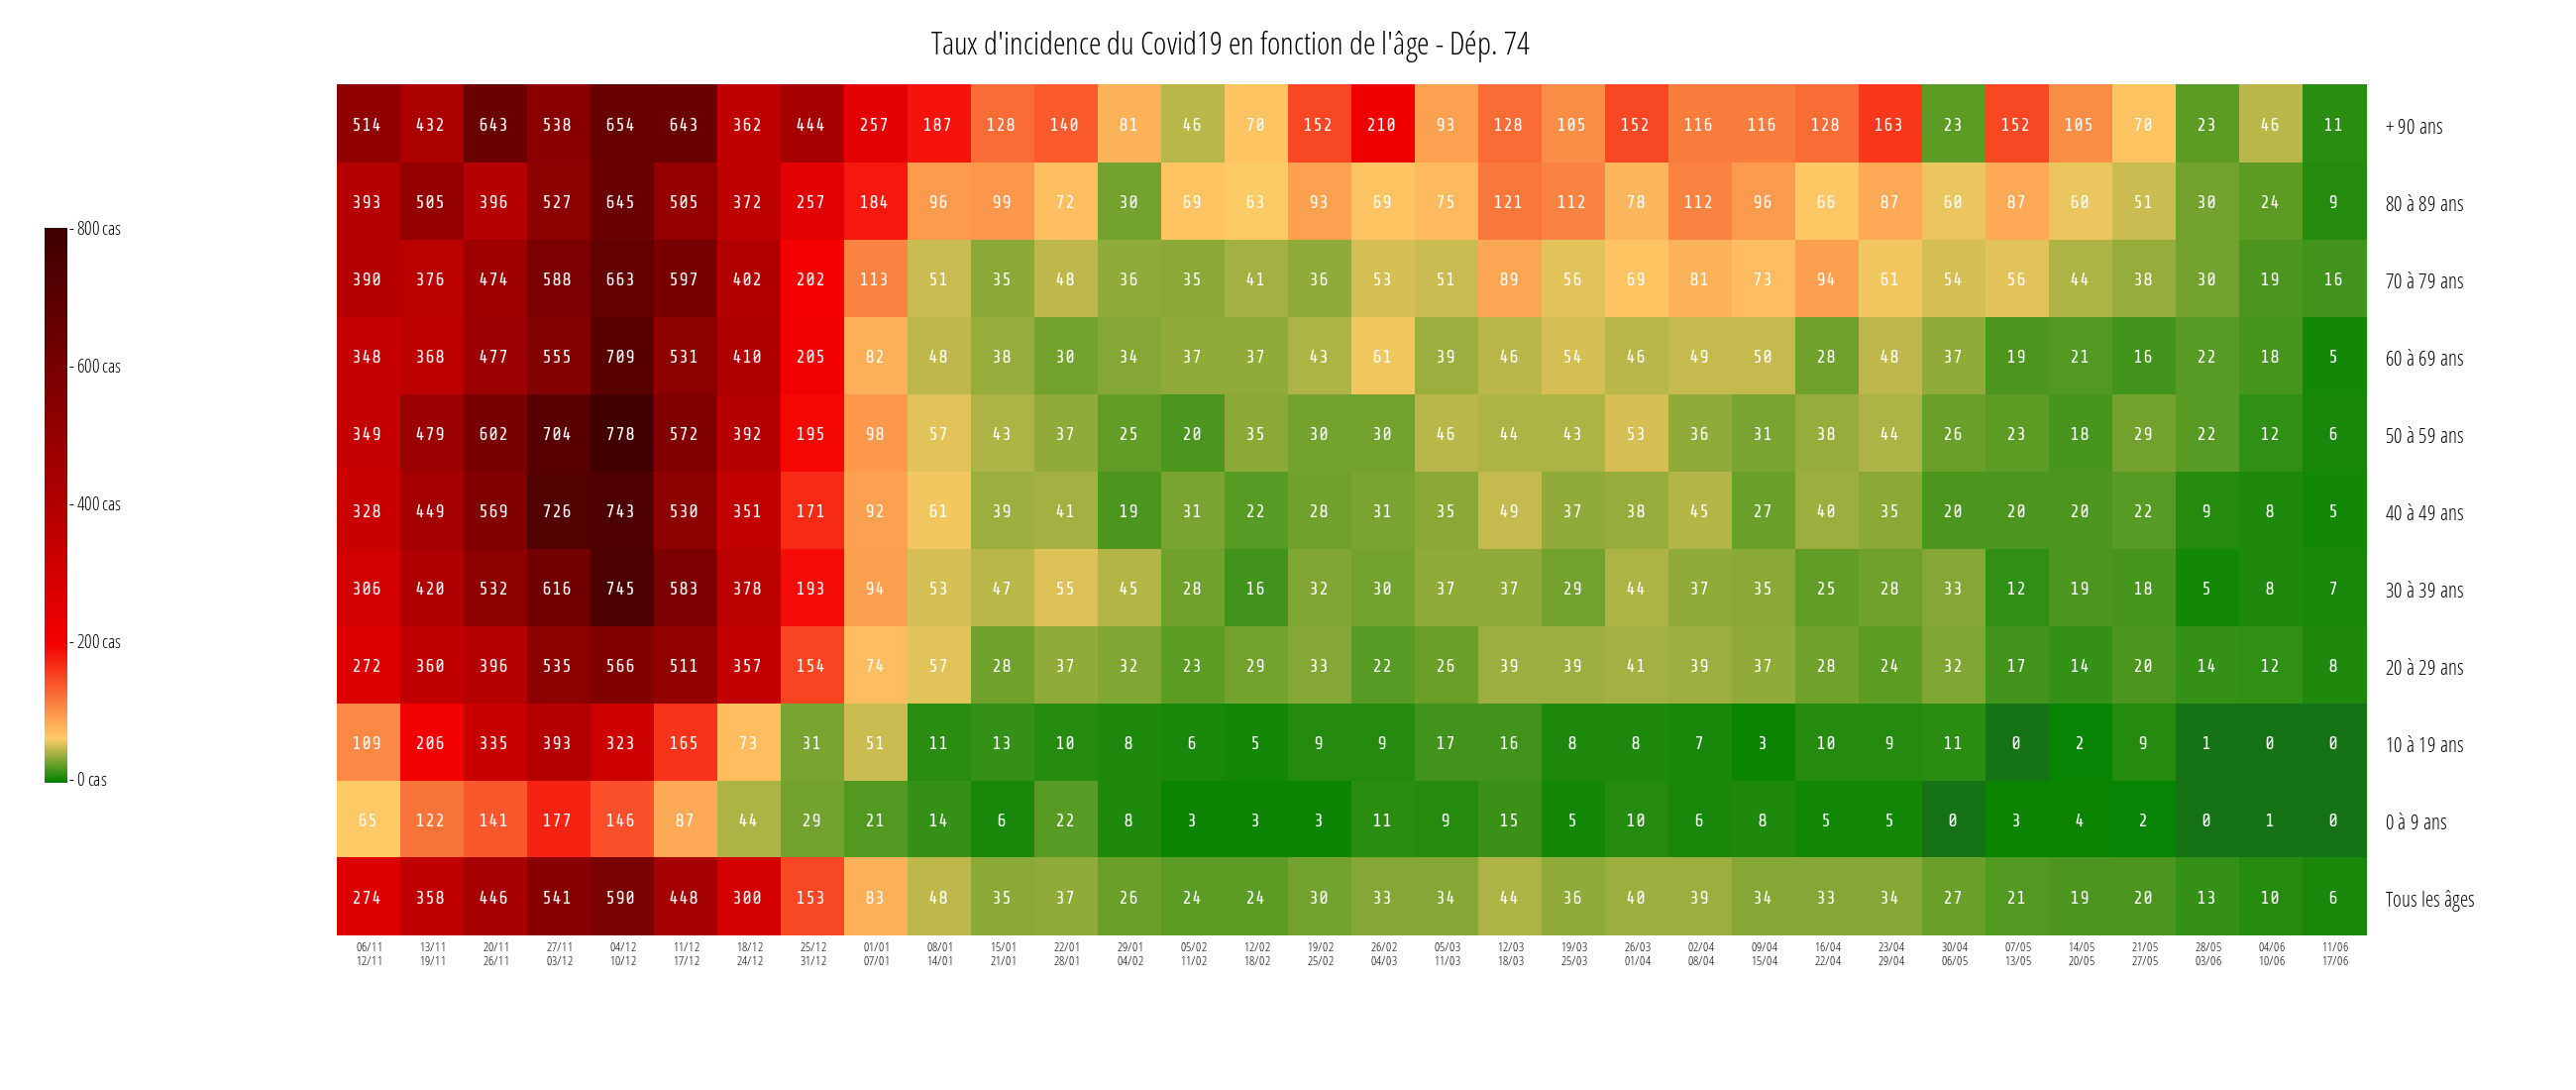 Taux d'incidence du Covid19 en fonction de l'âge - Dép. 74
- 800 cas
- 600 cas
- 400 cas
- 200 cas
- 0 cas
514 432 643 538 654 643 362 444 257 187 128 140 81 46 70 152 210 93 128 105 152 116 116 128 163 23 152 105 70 23 46 11 + 90 ans
393 505 396 527 645 505 372 257 184 96 99 72 30 69 63 93 69 75 121 112 78 112 96 66 87 60 87 60 51 30 24 9 80 à 89 ans
390 376 474 588 663 597 402 202 113 51 35 48 36 35 41 36 53 51 89 56 69 81 73 94 61 54 56 44 38 30 19 16 70 à 79 ans
348 368 477 555 709 531 410 205 82 48 38 30 34 37 37 43 61 39 46 54 46 49 50 28 48 37 19 21 16 22 18 5 60 à 69 ans
349 479 602 704 778 572 392 195 98 57 43 37 25 20 35 30 30 46 44 43 53 36 31 38 44 26 23 18 29 22 12 6 50 à 59 ans
328 449 569 726 743 530 351 171 92 61 39 41 19 31 22 28 31 35 49 37 38 45 27 40 35 20 20 20 22 9 8 5 40 à 49 ans
306 420 532 616 745 583 378 193 94 53 47 55 45 28 16 32 30 37 37 29 44 37 35 25 28 33 12 19 18 5 8 7 30 à 39 ans
272 360 396 535 566 511 357 154 74 57 28 37 32 23 29 33 22 26 39 39 41 39 37 28 24 32 17 14 20 14 12 8 20 à 29 ans
109 206 335 393 323 165 73 31 51 11 13 10 8 6 5 9 9 17 16 8 8 7 3 10 9 11 0 2 9 1 0 0 10 à 19 ans
65 122 141 177 146 87 44 29 21 14 6 22 8 3 3 3 11 9 15 5 10 6 8 5 5 0 3 4 2 0 1 0 0 à 9 ans
274 358 446 541 590 448 300 153 83 48 35 37 26 24 24 30 33 34 44 36 40 39 34 33 34 27 21 19 20 13 10 6 Tous les âges
06/11 13/11 20/11 27/11 04/12 11/12 18/12 25/12 01/01 08/01 15/01 22/01 29/01 05/02 12/02 19/02 26/02 05/03 12/03 19/03 26/03 02/04 09/04 16/04 23/04 30/04 07/05 14/05 21/05 28/05 04/06 11/06
12/11 19/11 26/11 03/12 10/12 17/12 24/12 31/12 07/01 14/01 21/01 28/01 04/02 11/02 18/02 25/02 04/03 11/03 18/03 25/03 01/04 08/04 15/04 22/04 29/04 06/05 13/05 20/05 27/05 03/06 10/06 17/06